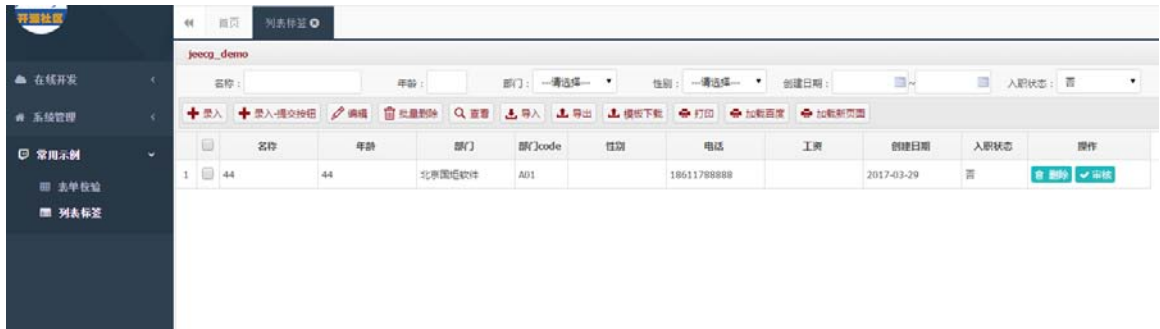 开源社区
首页 列表标签
jeecg_demo
在线开发
系统管理
常用示例
表单校验
列表标签
名称： 年龄： 部门： ---请选择--- 性别： ---请选择--- 创建日期： ~ 入职状态： 否
录入 录入-提交按钮 编辑 批量删除 查看 导入 导出 模板下载 打印 加载百度 加载新页面
名称 年龄 部门 部门code 性别 电话 工资 创建日期 入职状态 操作
1 44 44 北京国炬软件 A01 18611788888 2017-03-29 否 删除 审核